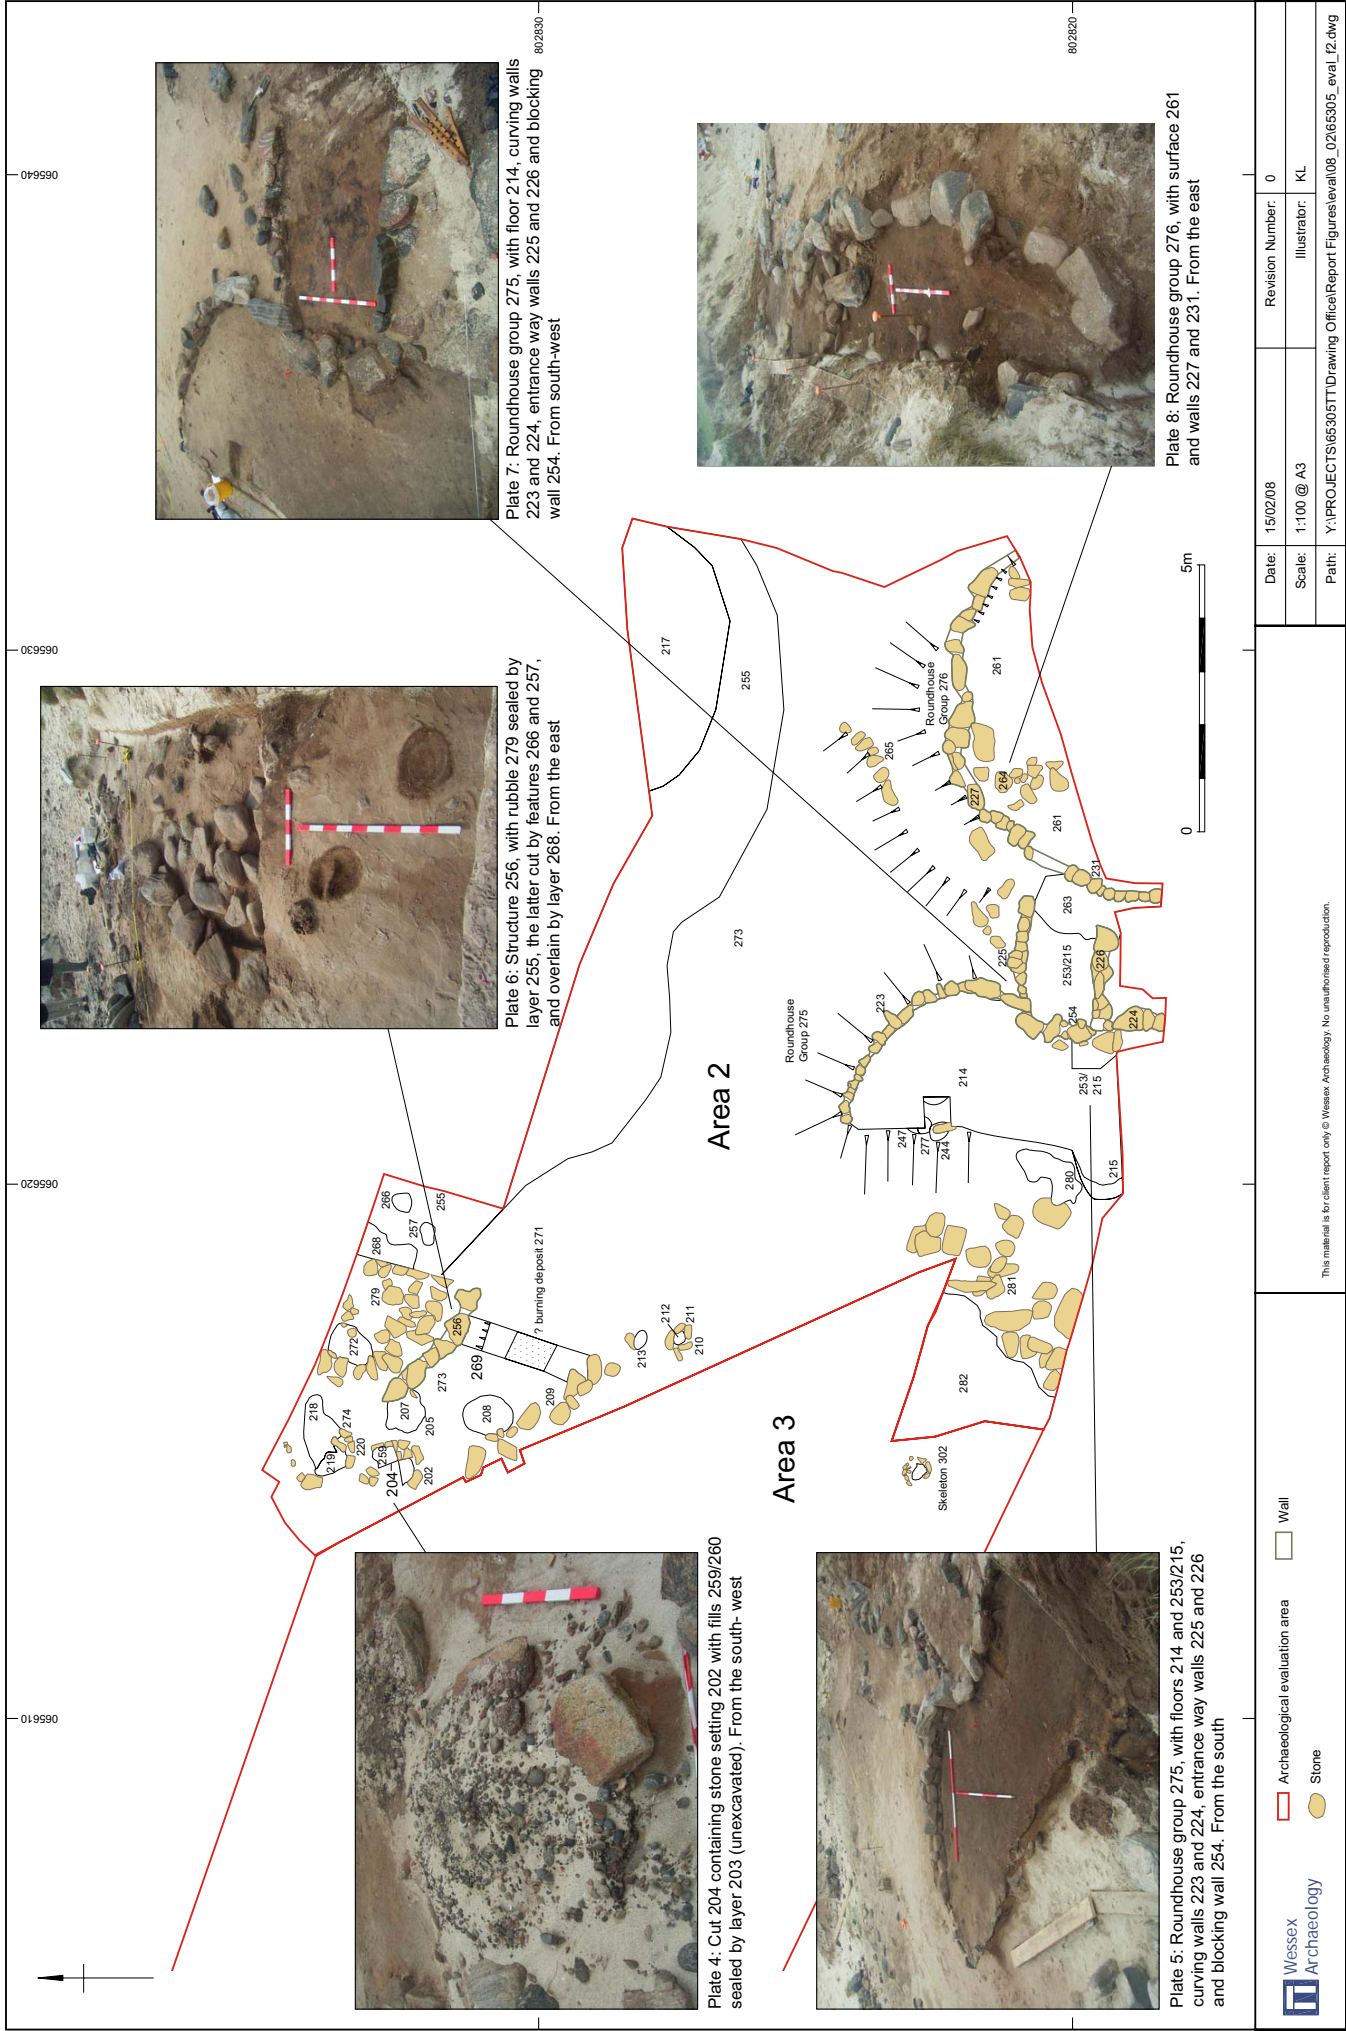 095610
095620
095630
095640
802830
802820
Plate 4: Cut 204 containing stone setting 202 with fills 259/260
sealed by layer 203 (unexcavated). From the south- west
Plate 6: Structure 256, with rubble 279 sealed by
layer 255, the latter cut by features 266 and 257,
and overlain by layer 268. From the east
Plate 7: Roundhouse group 275, with floor 214, curving walls
223 and 224, entrance way walls 225 and 226 and blocking
wall 254. From south-west
Plate 5: Roundhouse group 275, with floors 214 and 253/215,
curving walls 223 and 224, entrance way walls 225 and 226
and blocking wall 254. From the south
Plate 8: Roundhouse group 276, with surface 261
and walls 227 and 231. From the east
Area 2
Area 3
218
219
274
220
272
279
268
266
257
255
204
259
202
207
205
273
256
269
208
209
? burning deposit 271
213
212
211
210
217
255
273
Roundhouse
Group 275
223
214
247
277
244
280
215
253/
215
254
224
226
225
253/215
263
231
265
Roundhouse
Group 276
227
264
261
261
281
282
Skeleton 302
0
5m
Wessex
Archaeology
Archaeological evaluation area
Wall
Stone
This material is for client report only © Wessex Archaeology. No unauthorised reproduction.
Date:
15/02/08
Revision Number:
0
Scale:
1:100 @ A3
Illustrator:
KL
Path:
Y:\PROJECTS\65305TT\Drawing Office\Report Figures\eval\08_02\65305_eval_f2.dwg